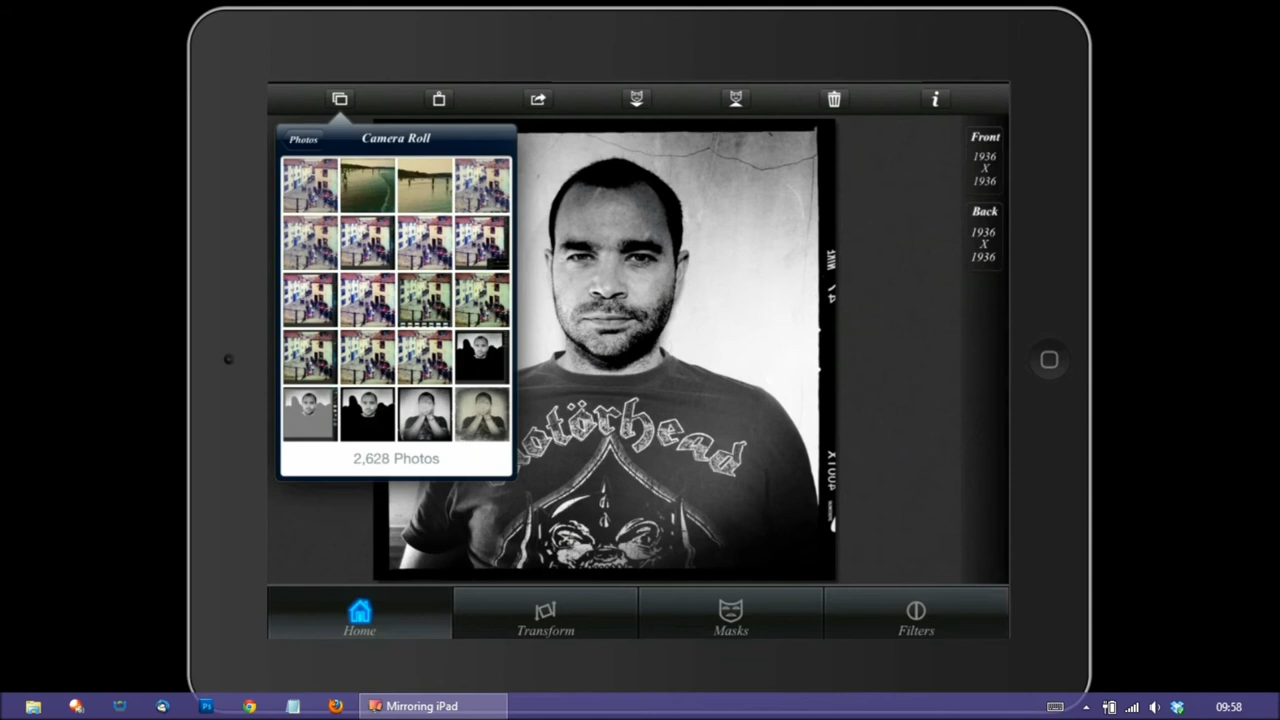 Photos
Camera Roll
2,628 Photos
Front
1936
X
1936
Back
1936
X
1936
Motörhead
Home
Transform
Masks
Filters
Ps
Mirroring iPad
09:58